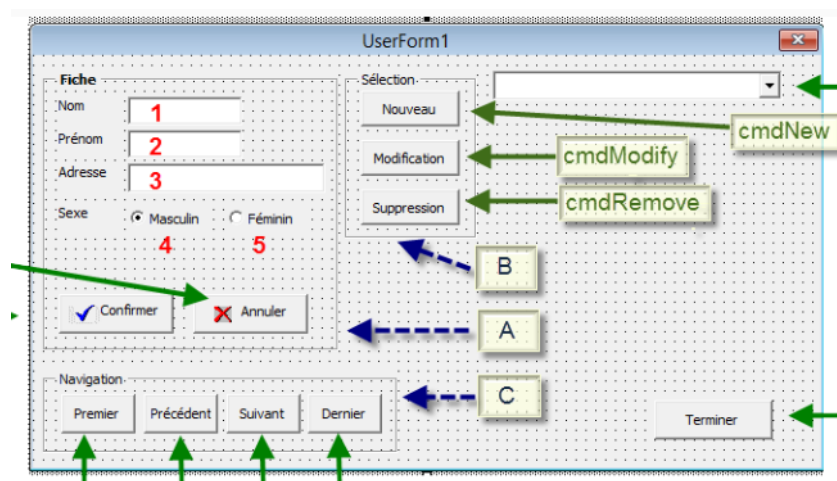 UserForm1
Fiche
Nom 1
Prénom 2
Adresse 3
Sexe Masculin Féminin
4 5
Confirmer Annuler
Sélection
Nouveau
cmdNew
Modification cmdModify
Suppression cmdRemove
B
A
Navigation
C
Premier Précédent Suivant Dernier
Terminer